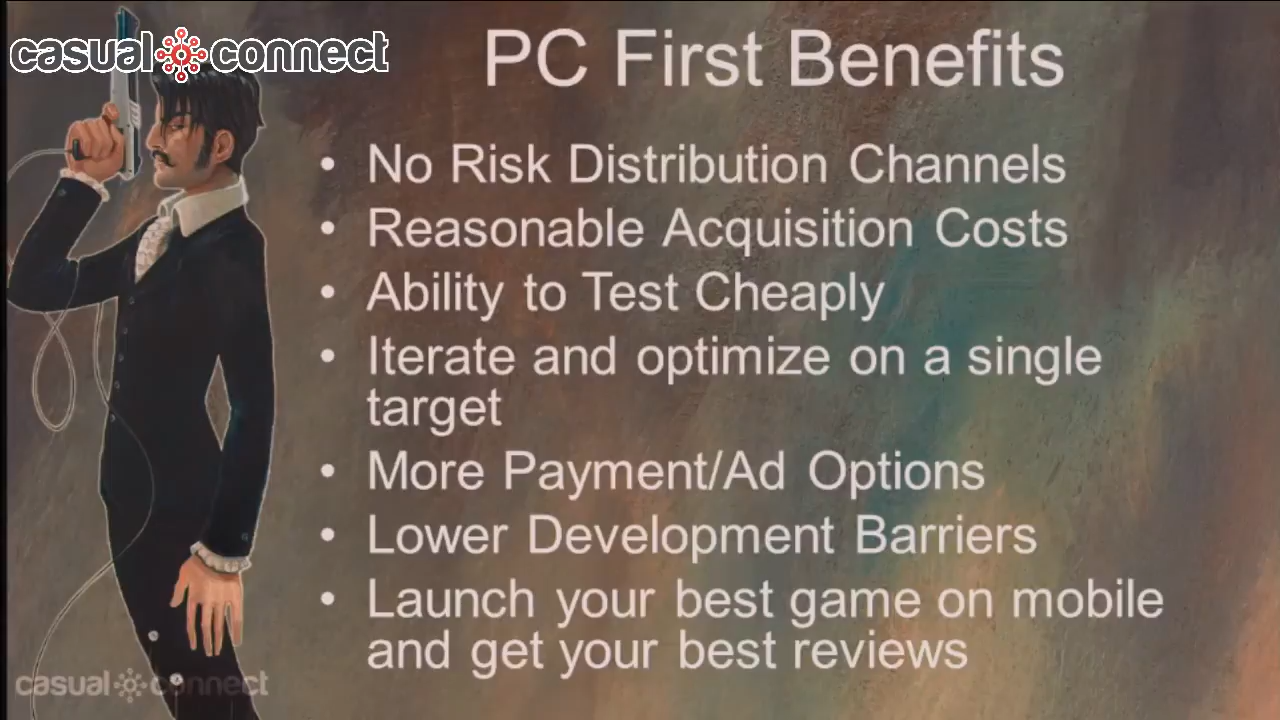 casual connect
PC First Benefits
• No Risk Distribution Channels
• Reasonable Acquisition Costs
• Ability to Test Cheaply
• Iterate and optimize on a single
target
• More Payment/Ad Options
• Lower Development Barriers
• Launch your best game on mobile
and get your best reviews
casual connect